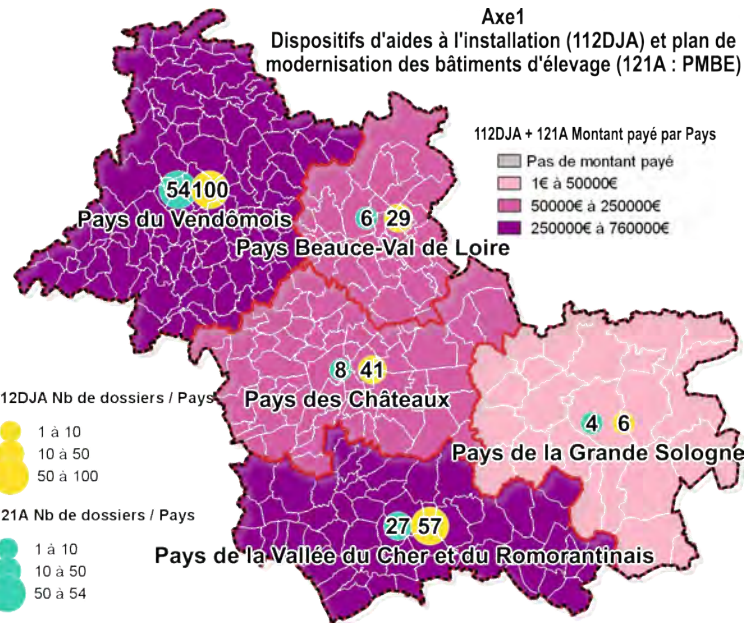 Axe1
Dispositifs d'aides à l'installation (112DJA) et plan de
modernisation des bâtiments d'élevage (121A : PMBE)
112DJA + 121A Montant payé par Pays
Pas de montant payé
1€ à 50000€
50000€ à 250000€
250000€ à 760000€
54 100
Pays du Vendômois
6 29
Pays Beauce-Val de Loire
8 41
Pays des Châteaux
4 6
Pays de la Grande Sologne
27 57
Pays de la Vallée du Cher et du Romorantinais
12DJA Nb de dossiers / Pays
1 à 10
10 à 50
50 à 100
21A Nb de dossiers / Pays
1 à 10
10 à 50
50 à 54